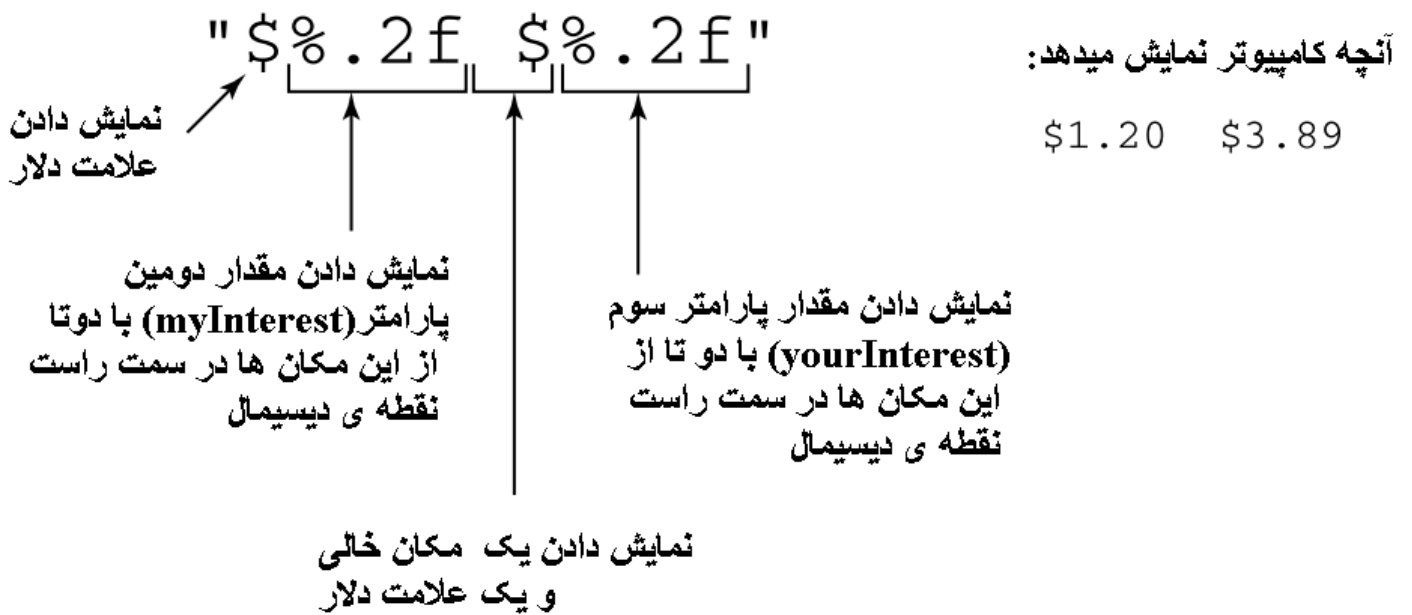 "$%.2f $%.2f"
آنچه کامپیوتر نمایش میدهد:
$1.20 $3.89
نمایش دادن
علامت دلار
نمایش دادن مقدار دومین
پارامتر(myInterest) با دوتا
از این مکان ها در سمت راست
نقطه ی دیسیمال
نمایش دادن مقدار پارامتر سوم
(yourInterest) با دو تا از
این مکان ها در سمت راست
نقطه ی دیسیمال
نمایش دادن یک مکان خالی
و یک علامت دلار